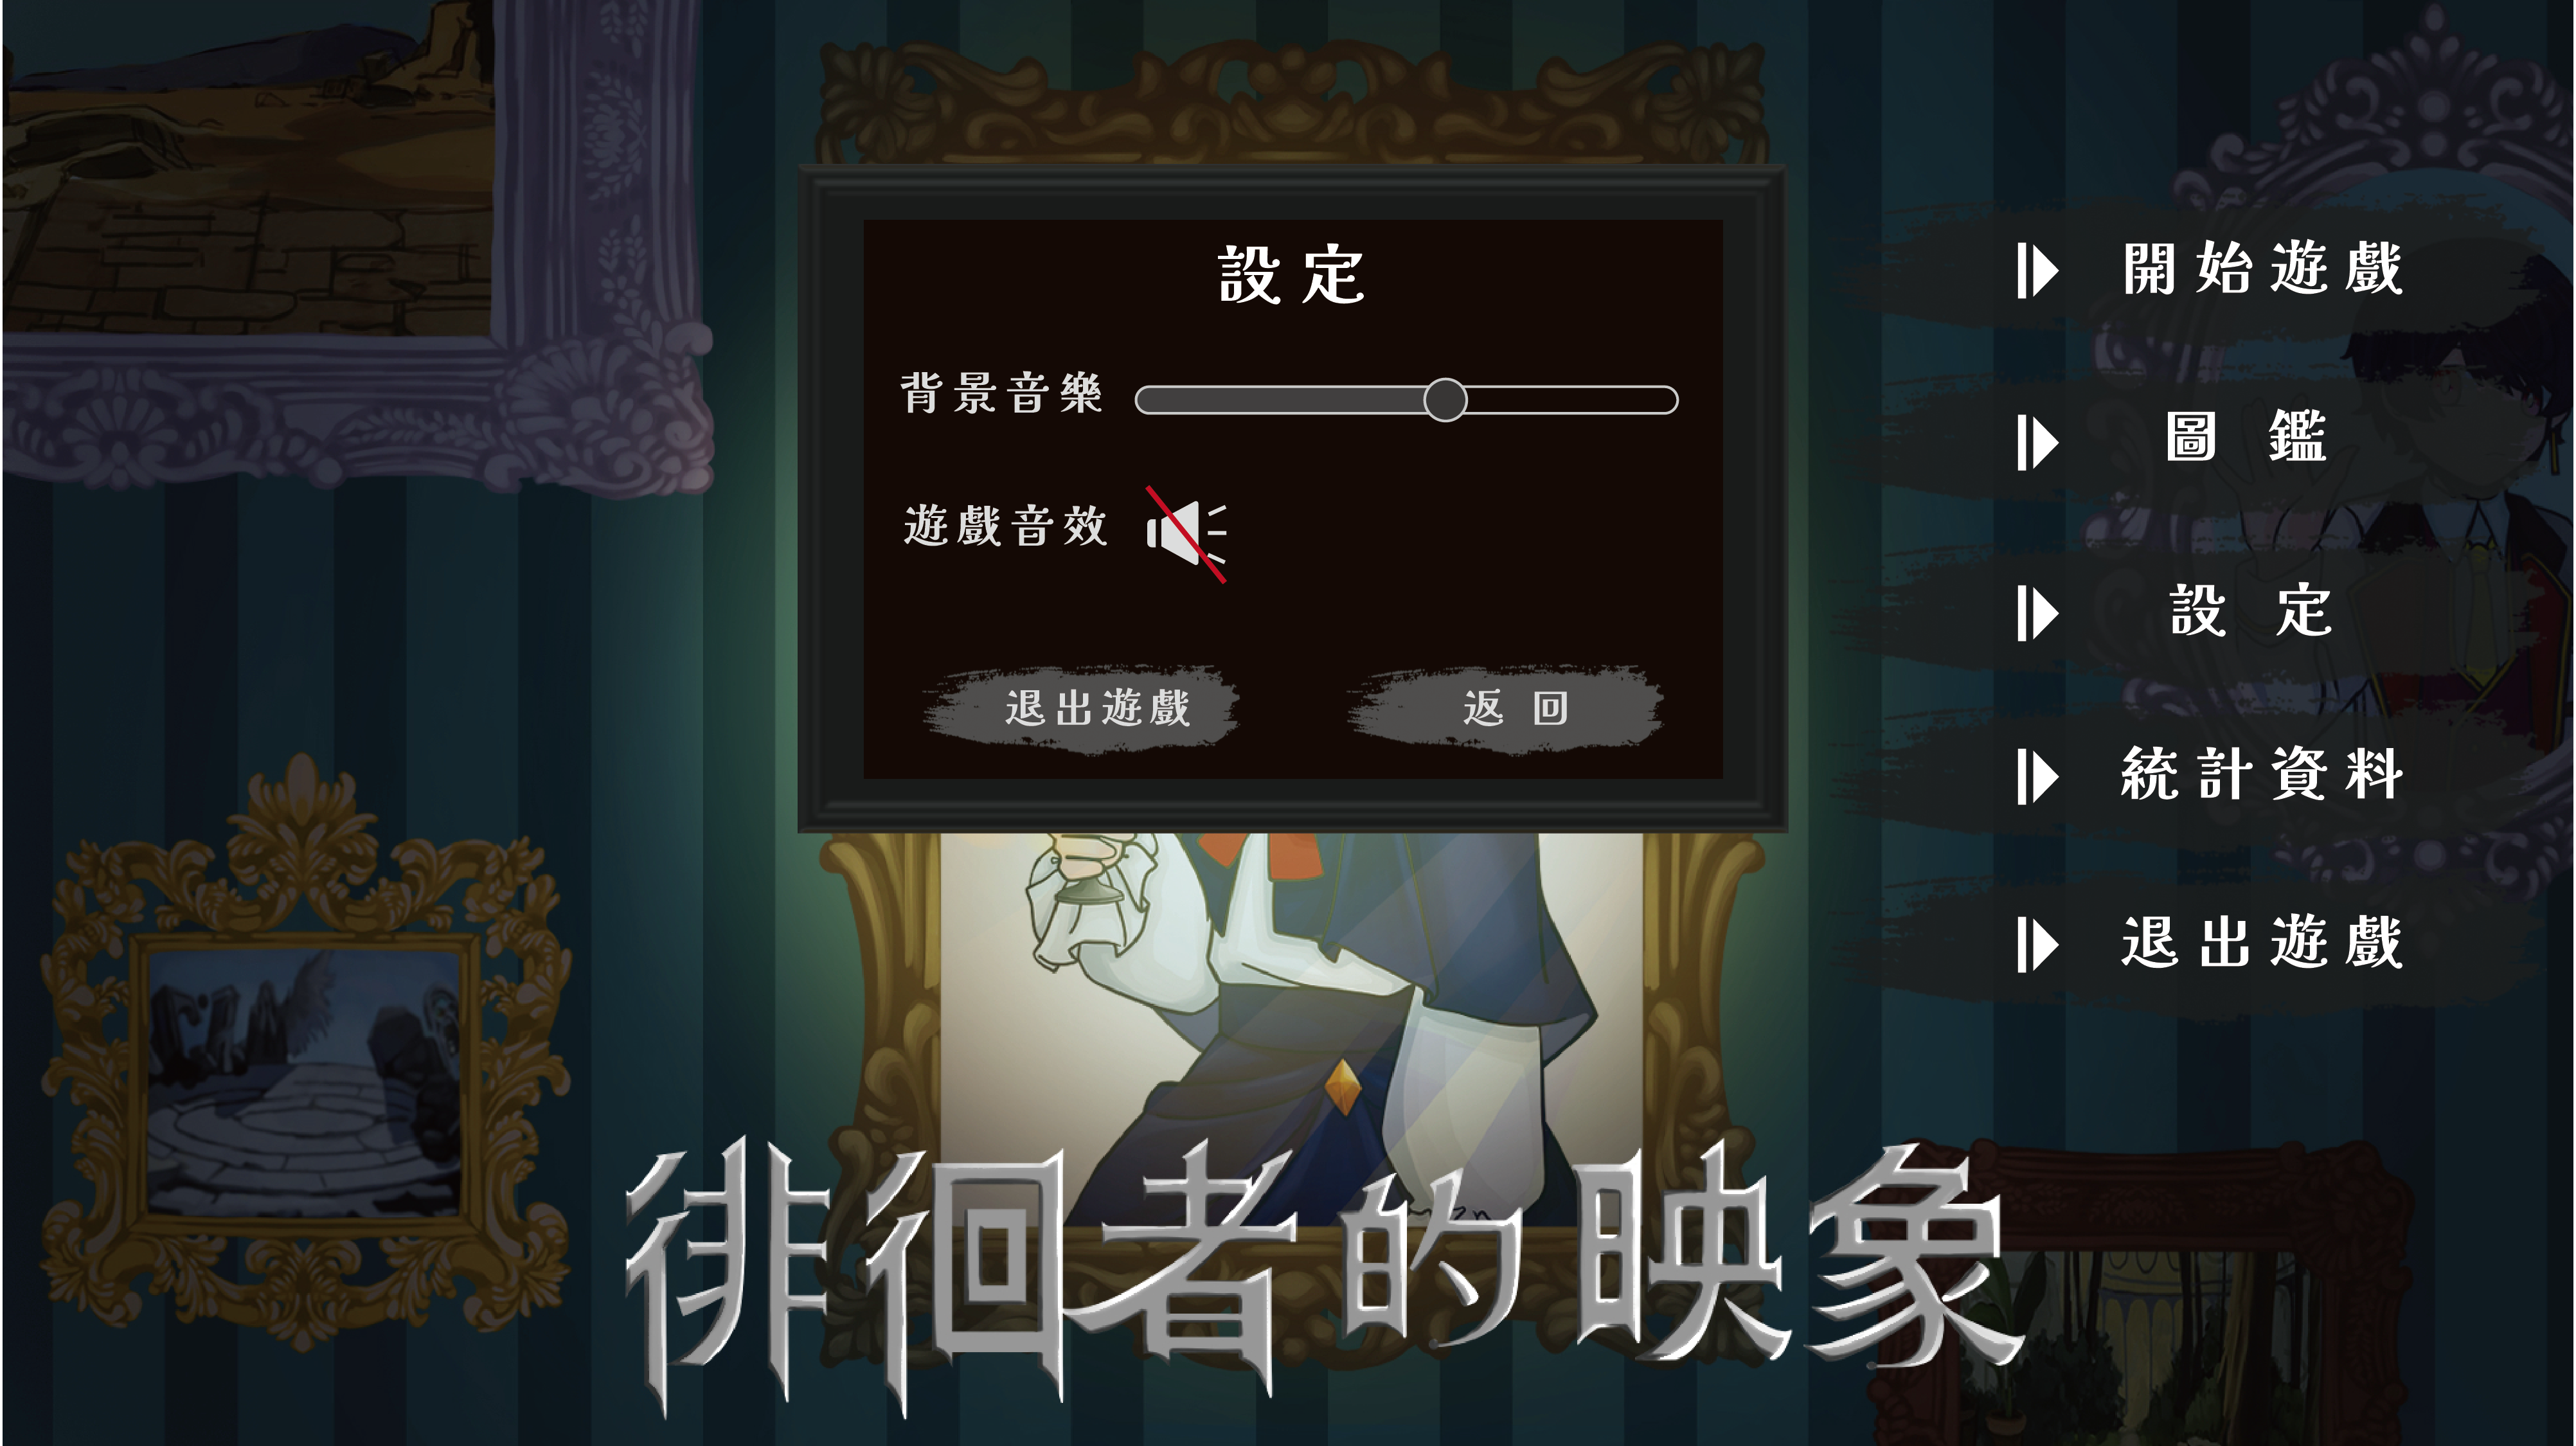 設定
背景音樂
遊戲音效
退出遊戲
返回
開始遊戲
圖鑑
設定
統計資料
退出遊戲
徘徊者的映象